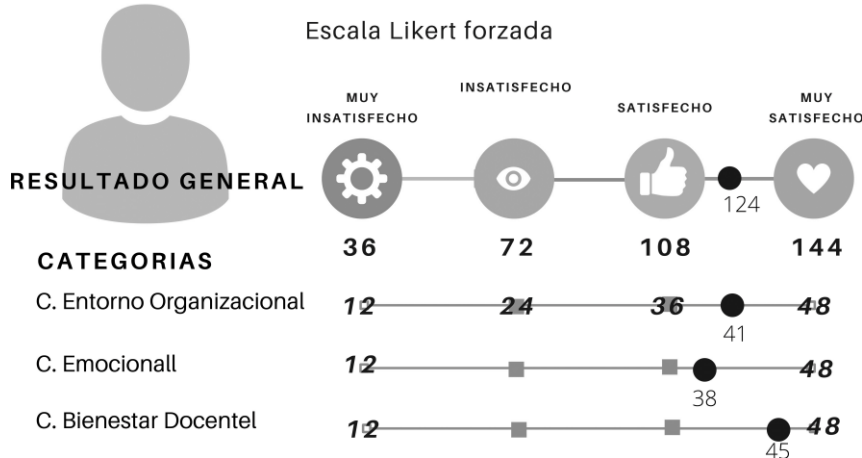 Escala Likert forzada
MUY INSATISFECHO
INSATISFECHO
SATISFECHO
MUY SATISFECHO
RESULTADO GENERAL
124
36 72 108 144
CATEGORIAS
C. Entorno Organizacional 12 24 36 48
41
C. Emocionall 12 48
38
C. Bienestar Docentel 12 48
45